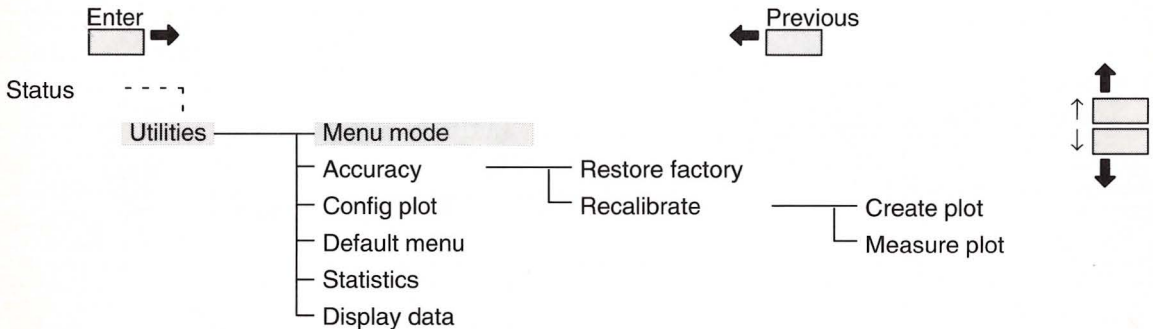 Enter
Previous
Status
Utilities
Menu mode
Accuracy
Restore factory
Config plot
Recalibrate
Create plot
Default menu
Measure plot
Statistics
Display data